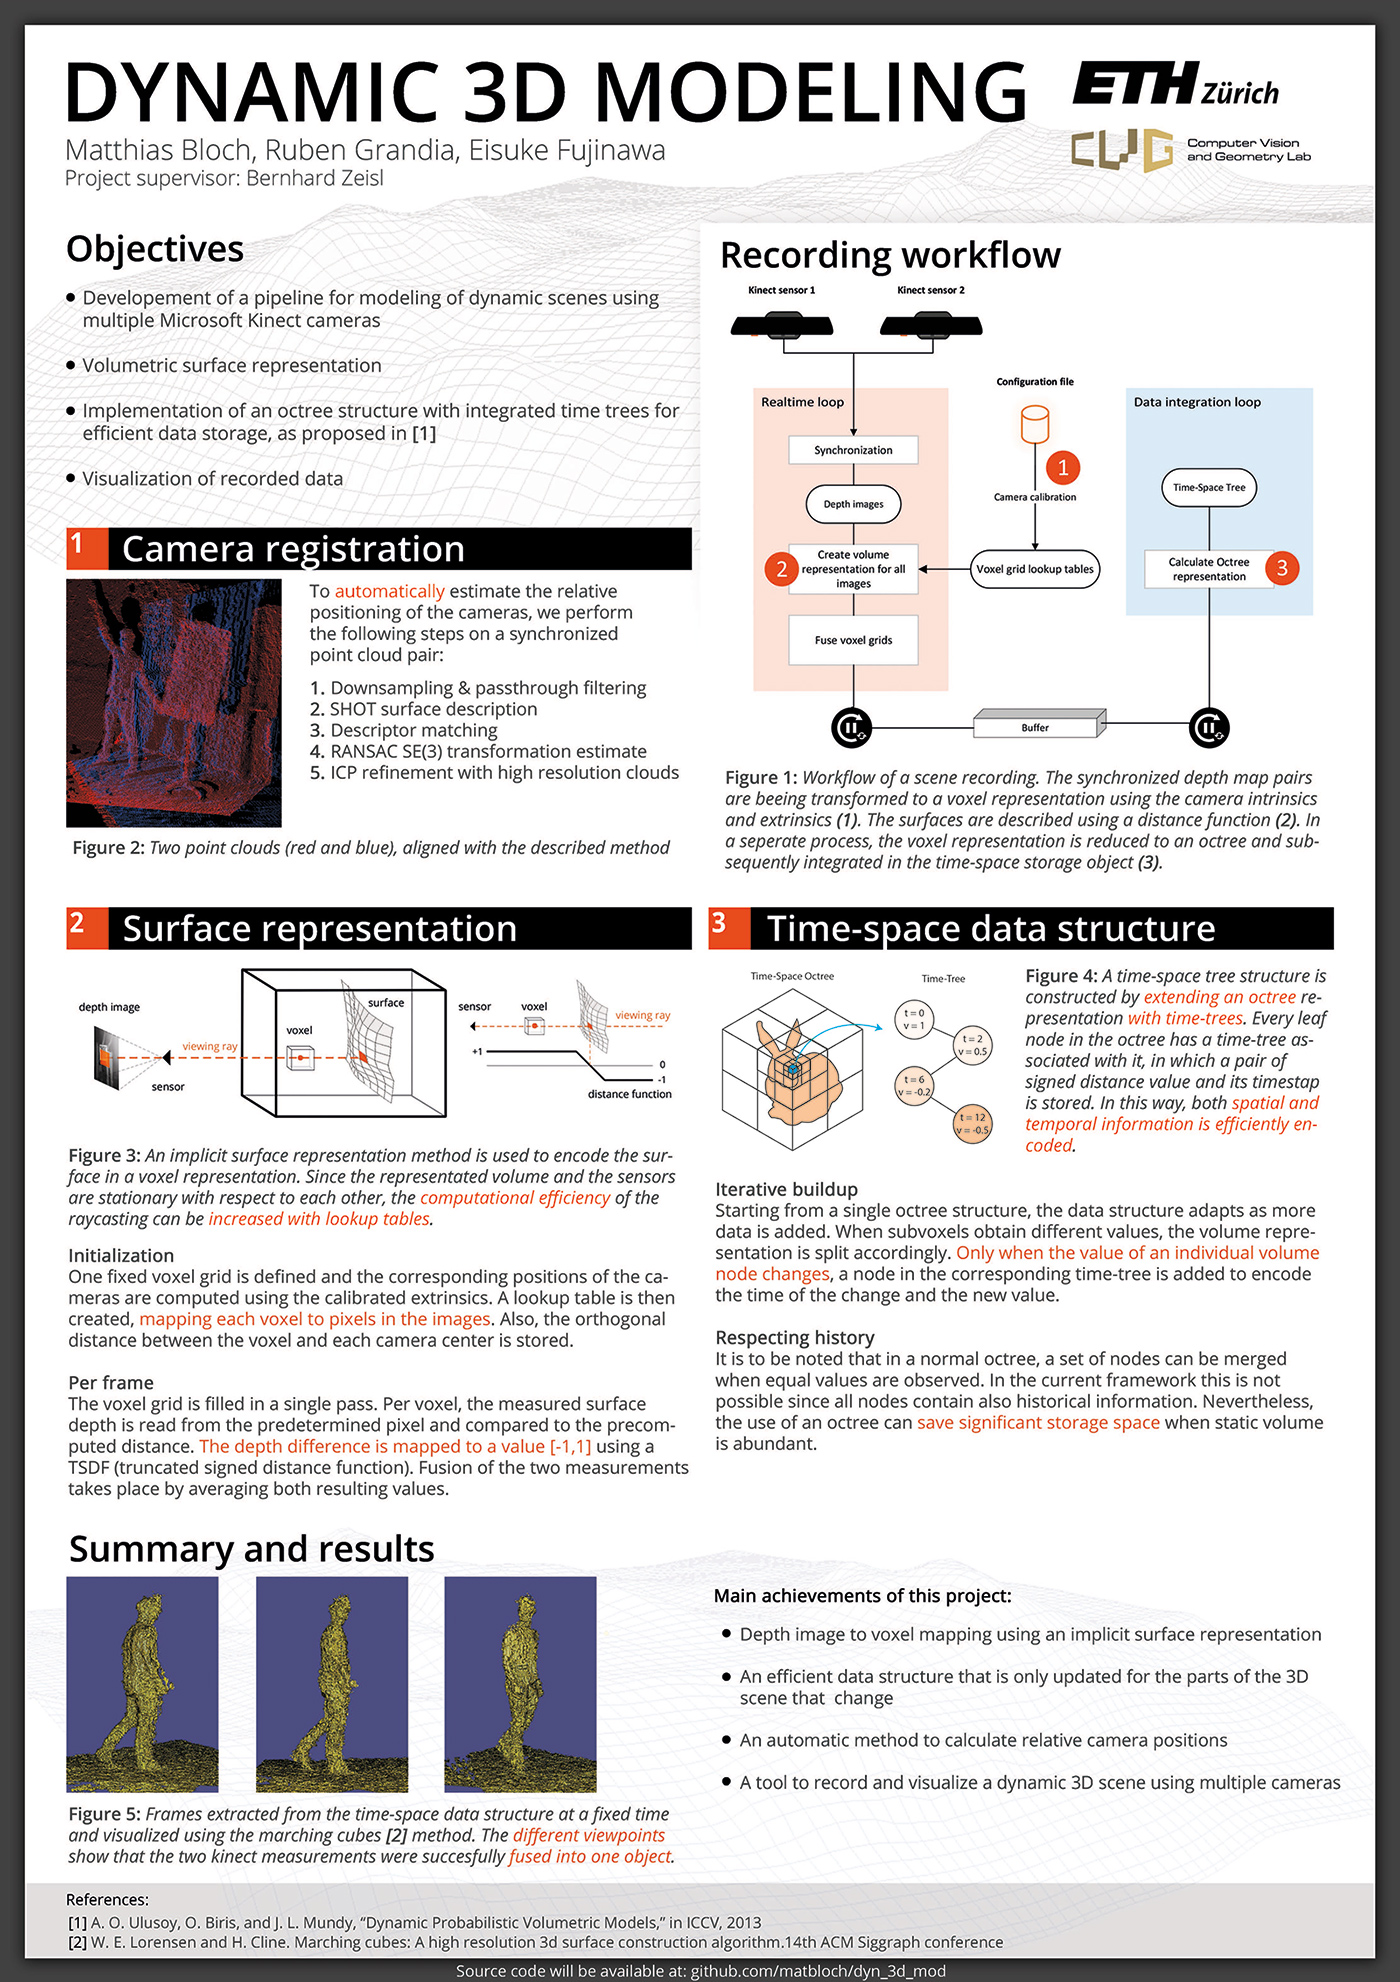 DYNAMIC 3D MODELING
Matthias Bloch, Ruben Grandia, Eisuke Fujinawa
Project supervisor: Bernhard Zeisl
ETH Zürich
CVG
Computer Vision
and Geometry Lab
Objectives
• Developement of a pipeline for modeling of dynamic scenes using
multiple Microsoft Kinect cameras
• Volumetric surface representation
• Implementation of an octree structure with integrated time trees for
efficient data storage, as proposed in [1]
• Visualization of recorded data
Recording workflow
Kinect sensor 1
Kinect sensor 2
Configuration file
Realtime loop
Data integration loop
Synchronization
1
Time-Space Tree
Camera calibration
Depth images
2
Create volume
representation for all
images
Voxel grid lookup tables
Calculate Octree
representation
3
Fuse voxel grids
Buffer
Figure 1: Workflow of a scene recording. The synchronized depth map pairs
are beeing transformed to a voxel representation using the camera intrinsics
and extrinsics (1). The surfaces are described using a distance function (2). In
a seperate process, the voxel representation is reduced to an octree and sub-
sequently integrated in the time-space storage object (3).
1 Camera registration
To automatically estimate the relative
positioning of the cameras, we perform
the following steps on a synchronized
point cloud pair:
1. Downsampling & passthrough filtering
2. SHOT surface description
3. Descriptor matching
4. RANSAC SE(3) transformation estimate
5. ICP refinement with high resolution clouds
Figure 2: Two point clouds (red and blue), aligned with the described method
2 Surface representation
depth image
viewing ray
sensor
voxel
surface
sensor
voxel
viewing ray
+1
0
-1
distance function
Figure 3: An implicit surface representation method is used to encode the sur-
face in a voxel representation. Since the representated volume and the sensors
are stationary with respect to each other, the computational efficiency of the
raycasting can be increased with lookup tables.
Initialization
One fixed voxel grid is defined and the corresponding positions of the ca-
meras are computed using the calibrated extrinsics. A lookup table is then
created, mapping each voxel to pixels in the images. Also, the orthogonal
distance between the voxel and each camera center is stored.
Per frame
The voxel grid is filled in a single pass. Per voxel, the measured surface
depth is read from the predetermined pixel and compared to the precom-
puted distance. The depth difference is mapped to a value [-1,1] using a
TSDF (truncated signed distance function). Fusion of the two measurements
takes place by averaging both resulting values.
3 Time-space data structure
Time-Space Octree
Time-Tree
t = 0
v = 1
t = 2
v = 0.5
t = 6
v = -0.2
t = 12
v = -0.5
Figure 4: A time-space tree structure is
constructed by extending an octree re-
presentation with time-trees. Every leaf
node in the octree has a time-tree as-
sociated with it, in which a pair of
signed distance value and its timestap
is stored. In this way, both spatial and
temporal information is efficiently en-
coded.
Iterative buildup
Starting from a single octree structure, the data structure adapts as more
data is added. When subvoxels obtain different values, the volume repre-
sentation is split accordingly. Only when the value of an individual volume
node changes, a node in the corresponding time-tree is added to encode
the time of the change and the new value.
Respecting history
It is to be noted that in a normal octree, a set of nodes can be merged
when equal values are observed. In the current framework this is not
possible since all nodes contain also historical information. Nevertheless,
the use of an octree can save significant storage space when static volume
is abundant.
Summary and results
Figure 5: Frames extracted from the time-space data structure at a fixed time
and visualized using the marching cubes [2] method. The different viewpoints
show that the two kinect measurements were succesfully fused into one object.
Main achievements of this project:
• Depth image to voxel mapping using an implicit surface representation
• An efficient data structure that is only updated for the parts of the 3D
scene that change
• An automatic method to calculate relative camera positions
• A tool to record and visualize a dynamic 3D scene using multiple cameras
References:
[1] A. O. Ulusoy, O. Biris, and J. L. Mundy, “Dynamic Probabilistic Volumetric Models,” in ICCV, 2013
[2] W. E. Lorensen and H. Cline. Marching cubes: A high resolution 3d surface construction algorithm.14th ACM Siggraph conference
Source code will be available at: github.com/matbloch/dyn_3d_mod